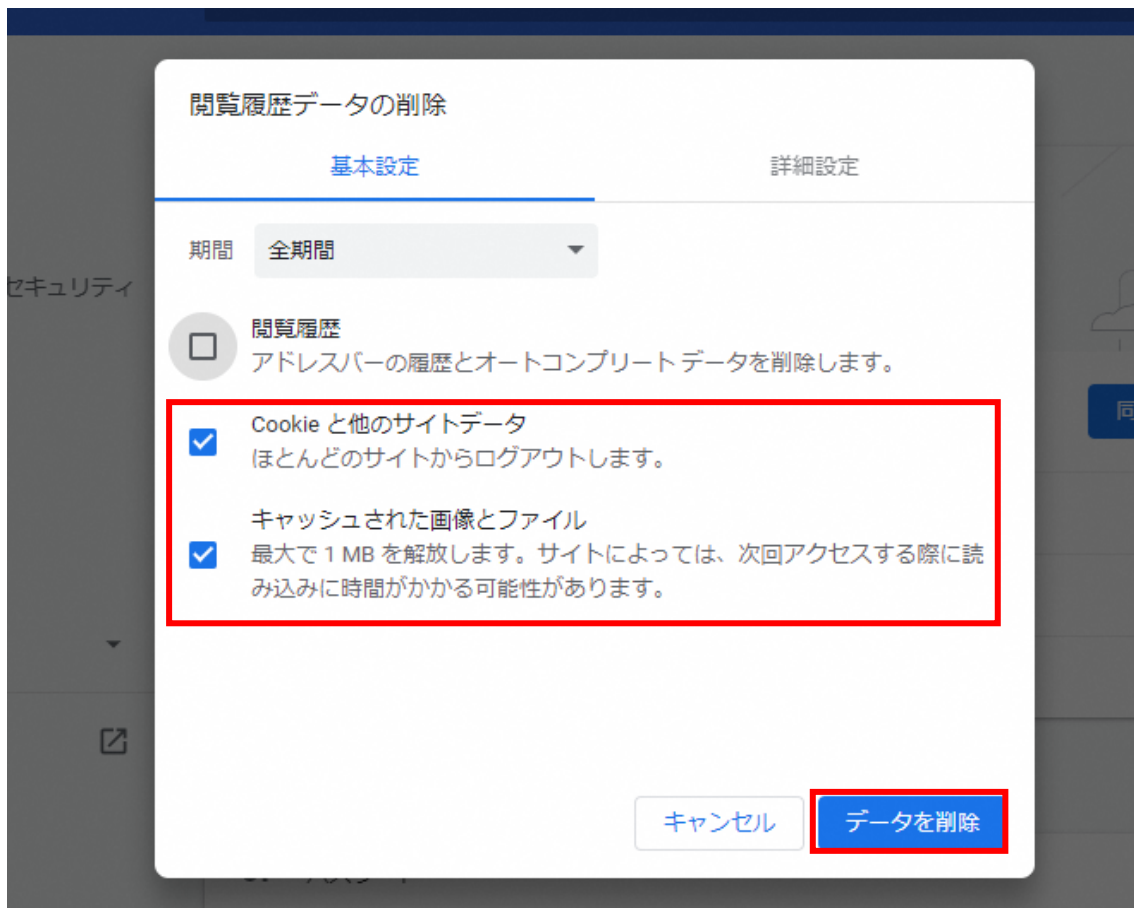 閲覧履歴データの削除
基本設定
詳細設定
期間
全期間
セキュリティ
閲覧履歴
アドレスバーの履歴とオートコンプリート データを削除します。
同
Cookie と他のサイトデータ
ほとんどのサイトからログアウトします。
キャッシュされた画像とファイル
最大で 1 MB を解放します。サイトによっては、次回アクセスする際に読
み込みに時間がかかる可能性があります。
キャンセル
データを削除